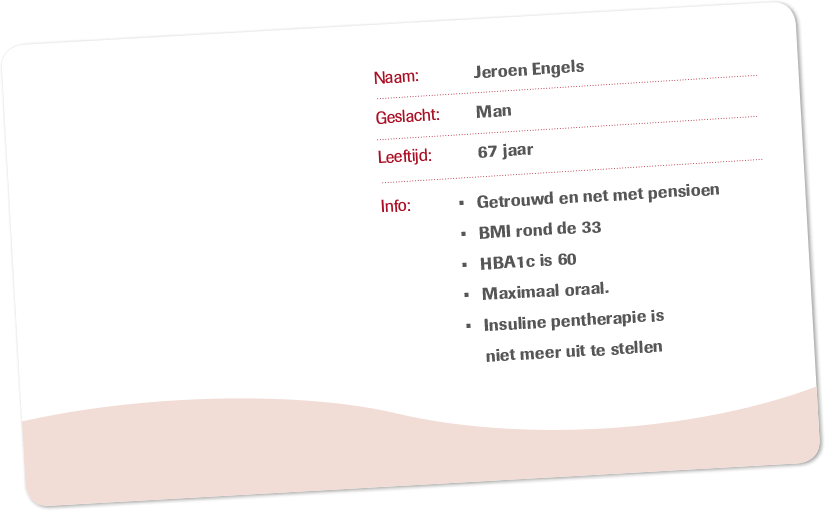 Naam: Jeroen Engels
Geslacht: Man
Leeftijd: 67 jaar
Info: ▪ Getrouwd en net met pensioen
▪ BMI rond de 33
▪ HBA1c is 60
▪ Maximaal oraal.
▪ Insuline pentherapie is
niet meer uit te stellen